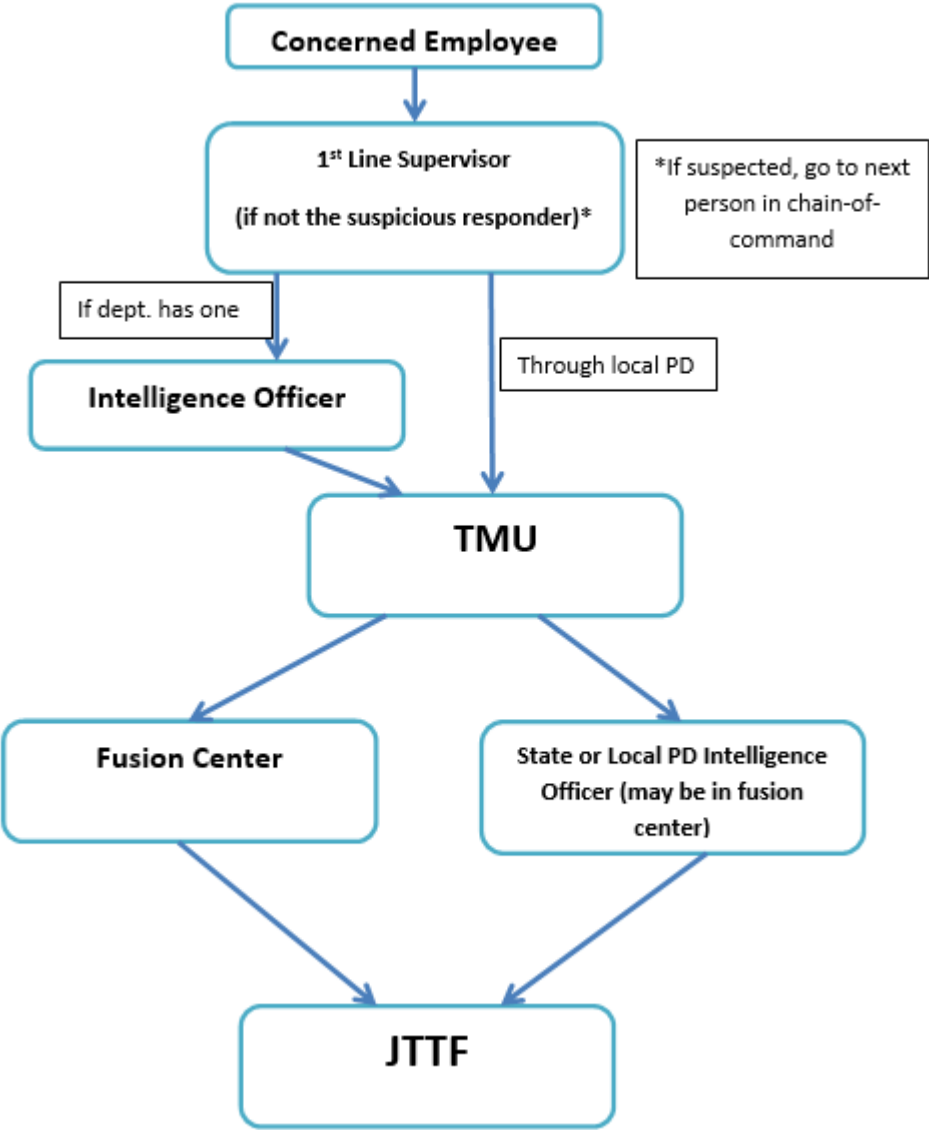 Concerned Employee
1st Line Supervisor
(if not the suspicious responder)*
*If suspected, go to next
person in chain-of-
command
If dept. has one
Through local PD
Intelligence Officer
TMU
Fusion Center
State or Local PD Intelligence
Officer (may be in fusion
center)
JTTF